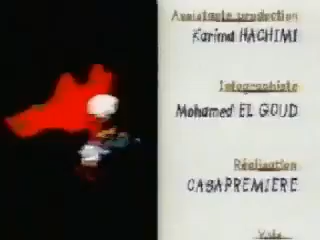 Assistante production
Karima HACHIMI
Infographiste
Mohamed EL GOUD
Réalisation
CASAPREMIERE